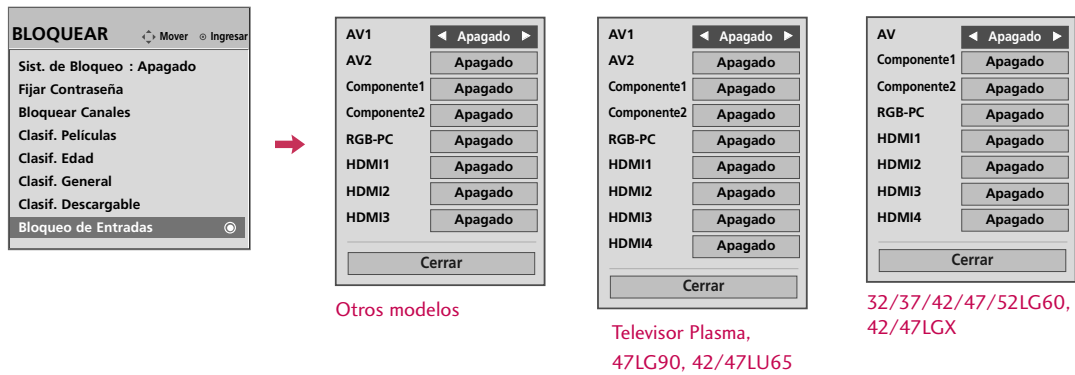 BLOQUEAR Mover Ingresar
Sist. de Bloqueo : Apagado
Fijar Contraseña
Bloquear Canales
Clasif. Películas
Clasif. Edad
Clasif. General
Clasif. Descargable
Bloqueo de Entradas
AV1 Apagado
AV2 Apagado
Componente1 Apagado
Componente2 Apagado
RGB-PC Apagado
HDMI1 Apagado
HDMI2 Apagado
HDMI3 Apagado
Cerrar
Otros modelos
AV1 Apagado
AV2 Apagado
Componente1 Apagado
Componente2 Apagado
RGB-PC Apagado
HDMI1 Apagado
HDMI2 Apagado
HDMI3 Apagado
HDMI4 Apagado
Cerrar
Televisor Plasma,
47LG90, 42/47LU65
AV Apagado
Componente1 Apagado
Componente2 Apagado
RGB-PC Apagado
HDMI1 Apagado
HDMI2 Apagado
HDMI3 Apagado
HDMI4 Apagado
Cerrar
32/37/42/47/52LG60,
42/47LGX